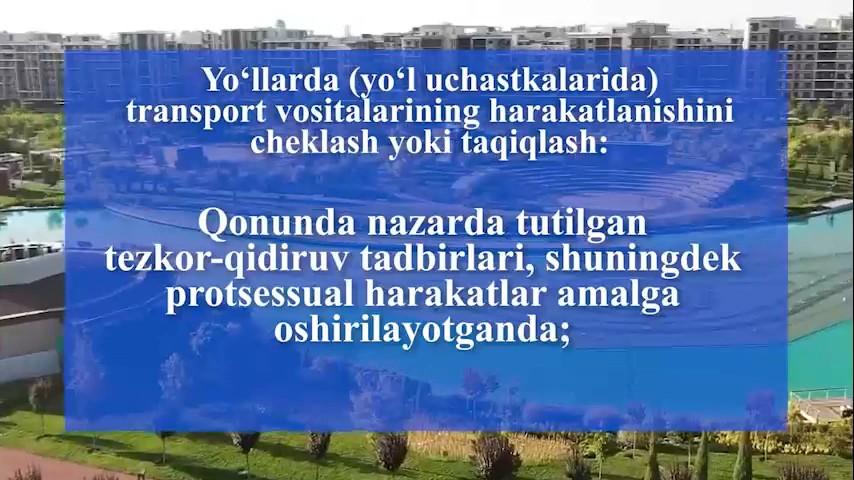 Yo‘llarda (yo‘l uchastkalarida)
transport vositalarining harakatlanishini
cheklash yoki taqiqlash:
Qonunda nazarda tutilgan
tezkor-qidiruv tadbirlari, shuningdek
protsessual harakatlar amalga
oshirilayotganda;